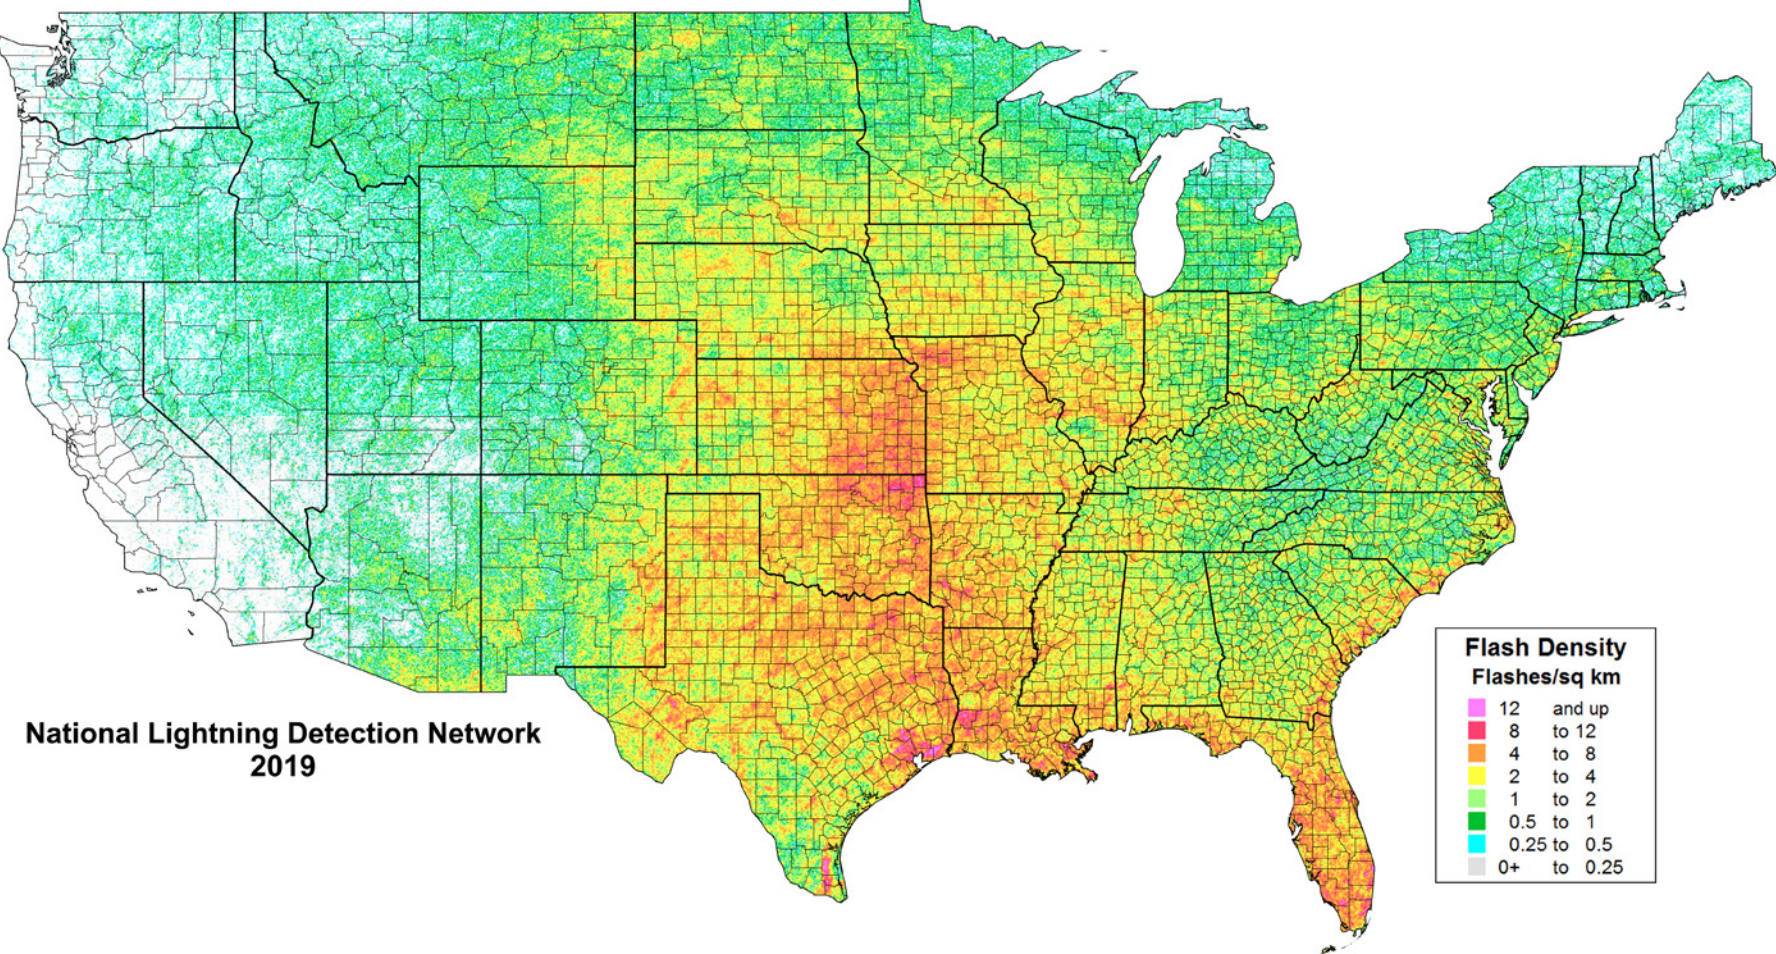 National Lightning Detection Network
2019
Flash Density
Flashes/sq km
12 and up
8 to 12
4 to 8
2 to 4
1 to 2
0.5 to 1
0.25 to 0.5
0+ to 0.25